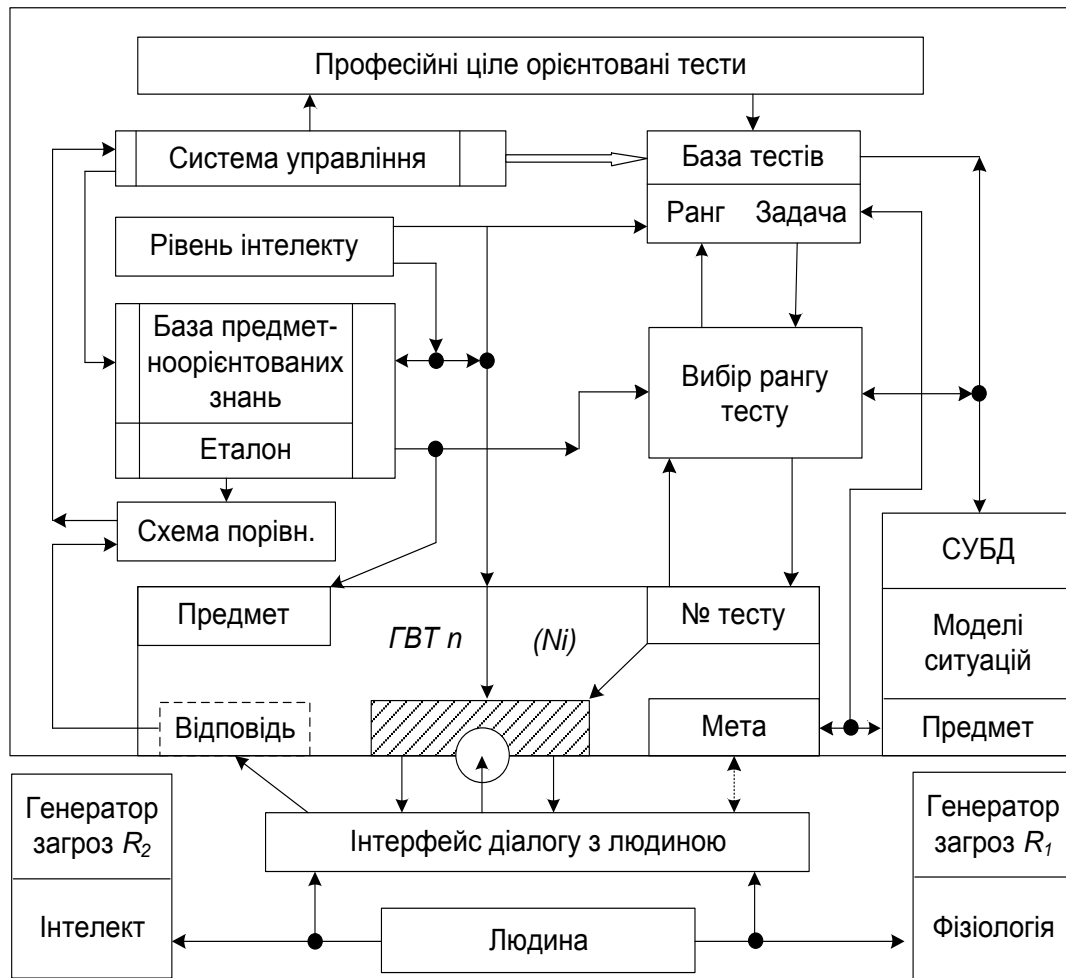 Професійні ціле орієнтовані тести
Система управління
База тестів
Ранг Задача
Рівень інтелекту
База предмет-
ноорієнтованих
знань
Еталон
Вибір рангу
тесту
Схема порівн.
СУБД
Моделі
ситуацій
Предмет
Предмет
ГВТ n (Ni)
№ тесту
Відповідь
Мета
Генератор
загроз R2
Інтелект
Інтерфейс діалогу з людиною
Людина
Генератор
загроз R1
Фізіологія